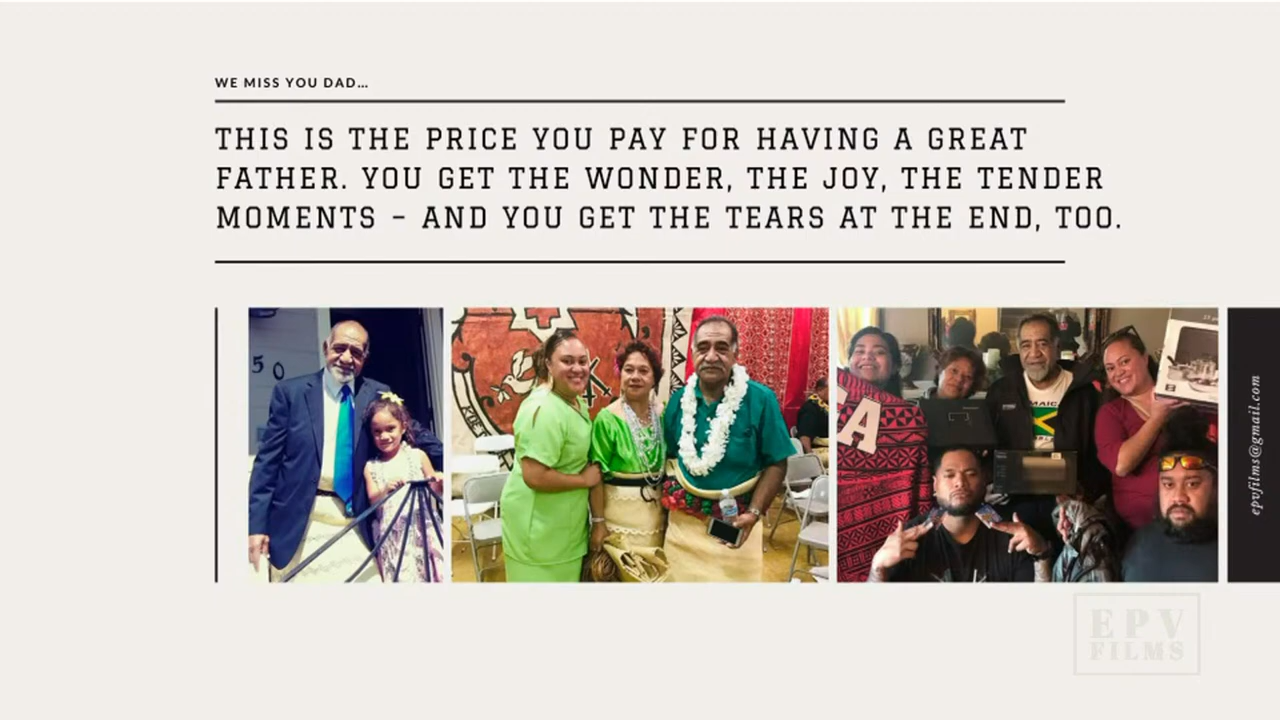 WE MISS YOU DAD...
THIS IS THE PRICE YOU PAY FOR HAVING A GREAT
FATHER. YOU GET THE WONDER, THE JOY, THE TENDER
MOMENTS – AND YOU GET THE TEARS AT THE END, TOO.
50
epvfilms@gmail.com
EPV
FILMS